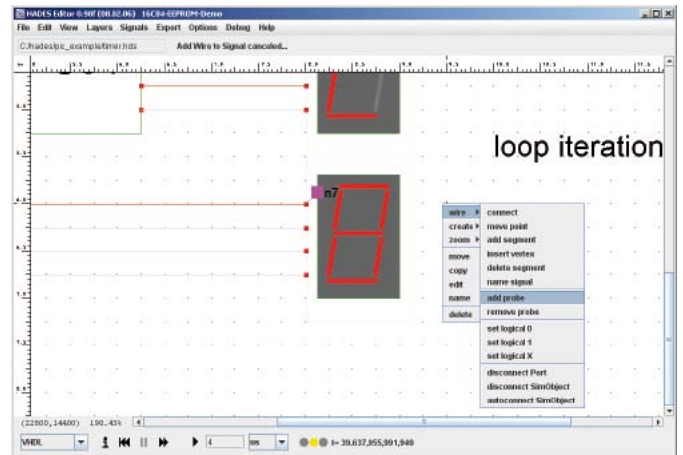 HADES Editor 0.98f (08.02.06) 16C84-EEPROM-Demo
File Edit View Layers Signals Export Options Debug Help
C:/hades/pic_example/timer.hds Add Wire to Signal canceled...
loop iteration
n7
wire
create
zoom
move
copy
edit
name
delete
connect
move point
add segment
insert vertex
delete segment
name signal
add probe
remove probe
set logical 0
set logical 1
set logical X
disconnect Port
disconnect SimObject
autoconnect SimObject
(22800,14400) 190.43%
VHDL 4 t= 39.637,955,991,940